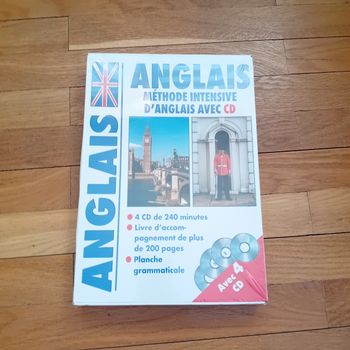 ANGLAIS
ANGLAIS
MÉTHODE INTENSIVE
D'ANGLAIS AVEC CD
4 CD de 240 minutes
Livre d'accom-
pagnement de plus
de 200 pages
Planche
grammaticale
Avec 4
CD